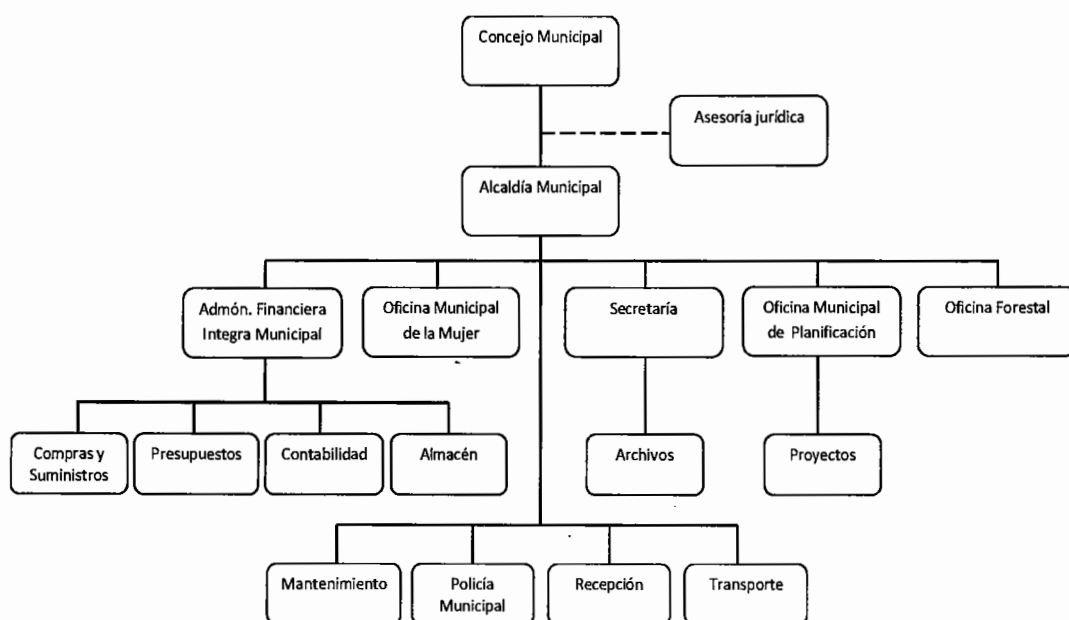 Concejo Municipal
Asesoría jurídica
Alcaldía Municipal
Admón. Financiera
Integra Municipal
Oficina Municipal
de la Mujer
Secretaría
Oficina Municipal
de Planificación
Oficina Forestal
Compras y
Suministros
Presupuestos
Contabilidad
Almacén
Archivos
Proyectos
Mantenimiento
Policía
Municipal
Recepción
Transporte